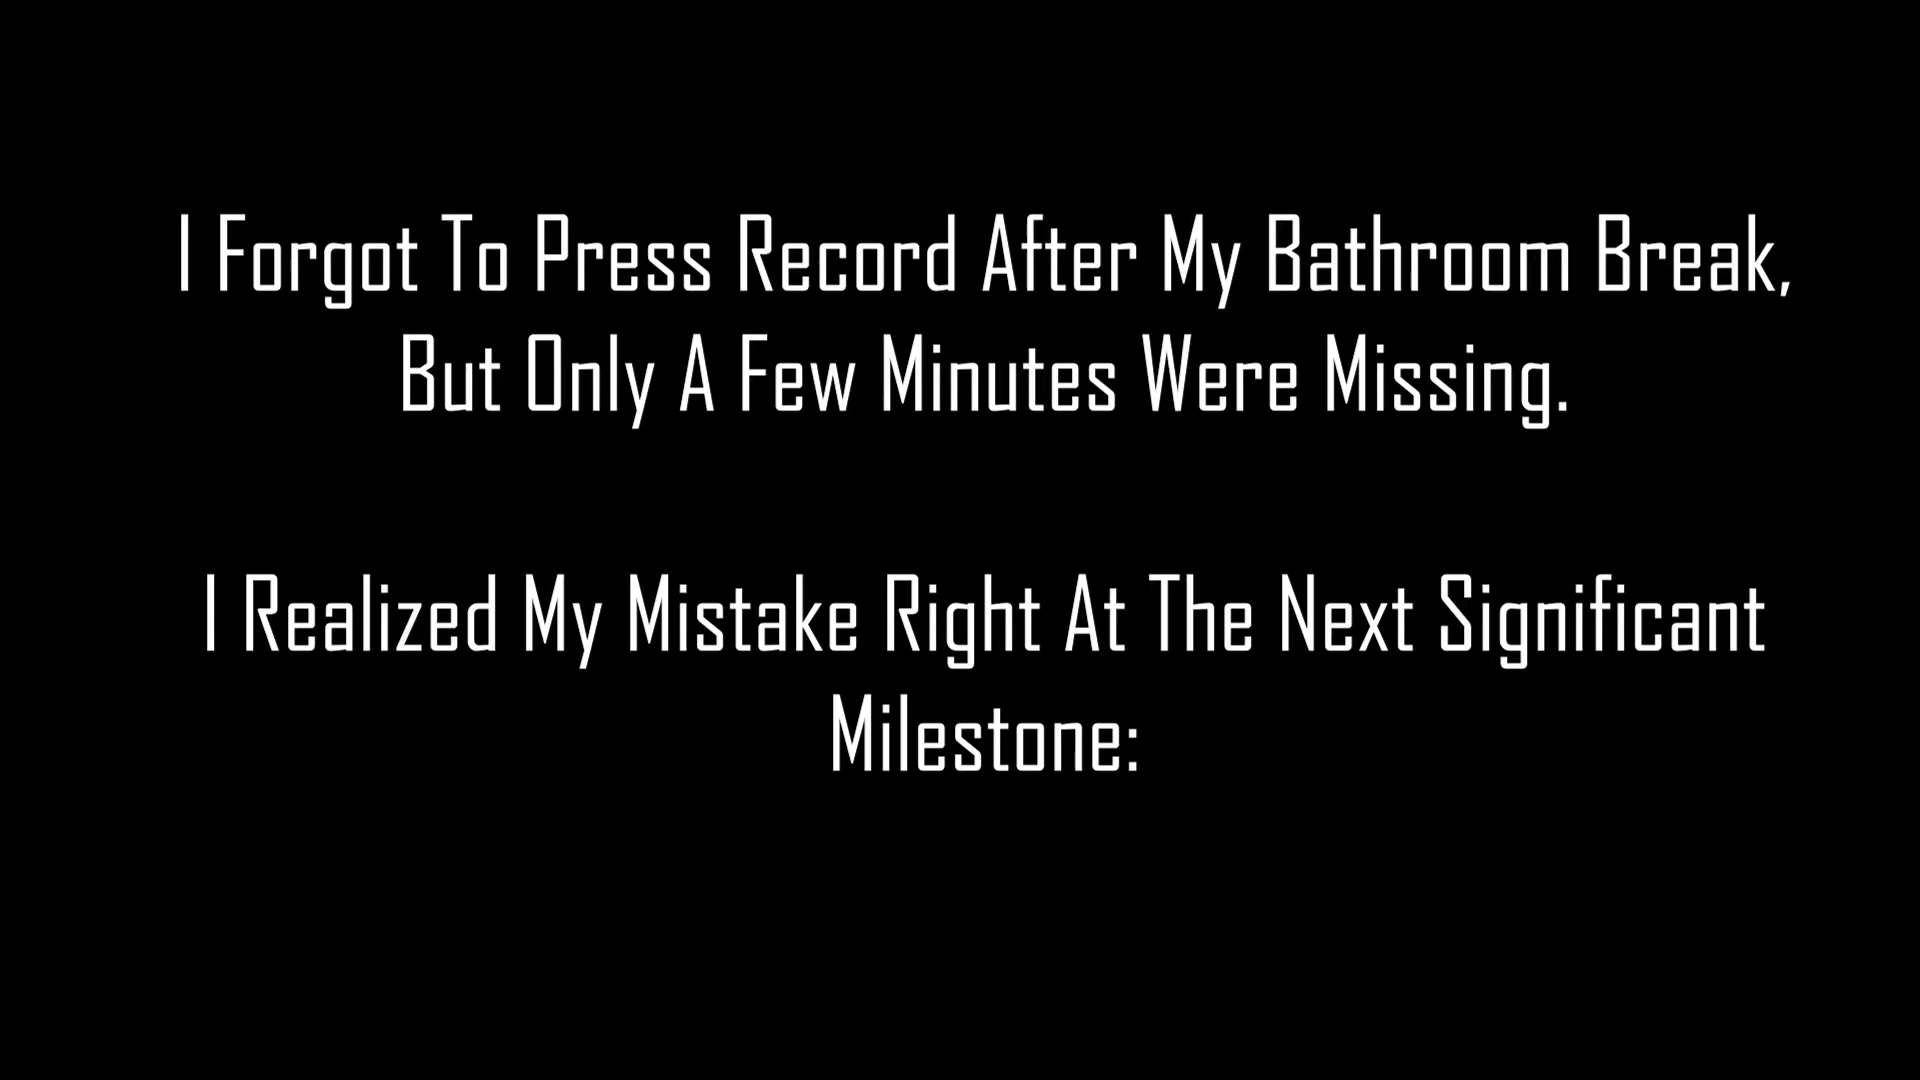 I Forgot To Press Record After My Bathroom Break,
But Only A Few Minutes Were Missing.
I Realized My Mistake Right At The Next Significant
Milestone: